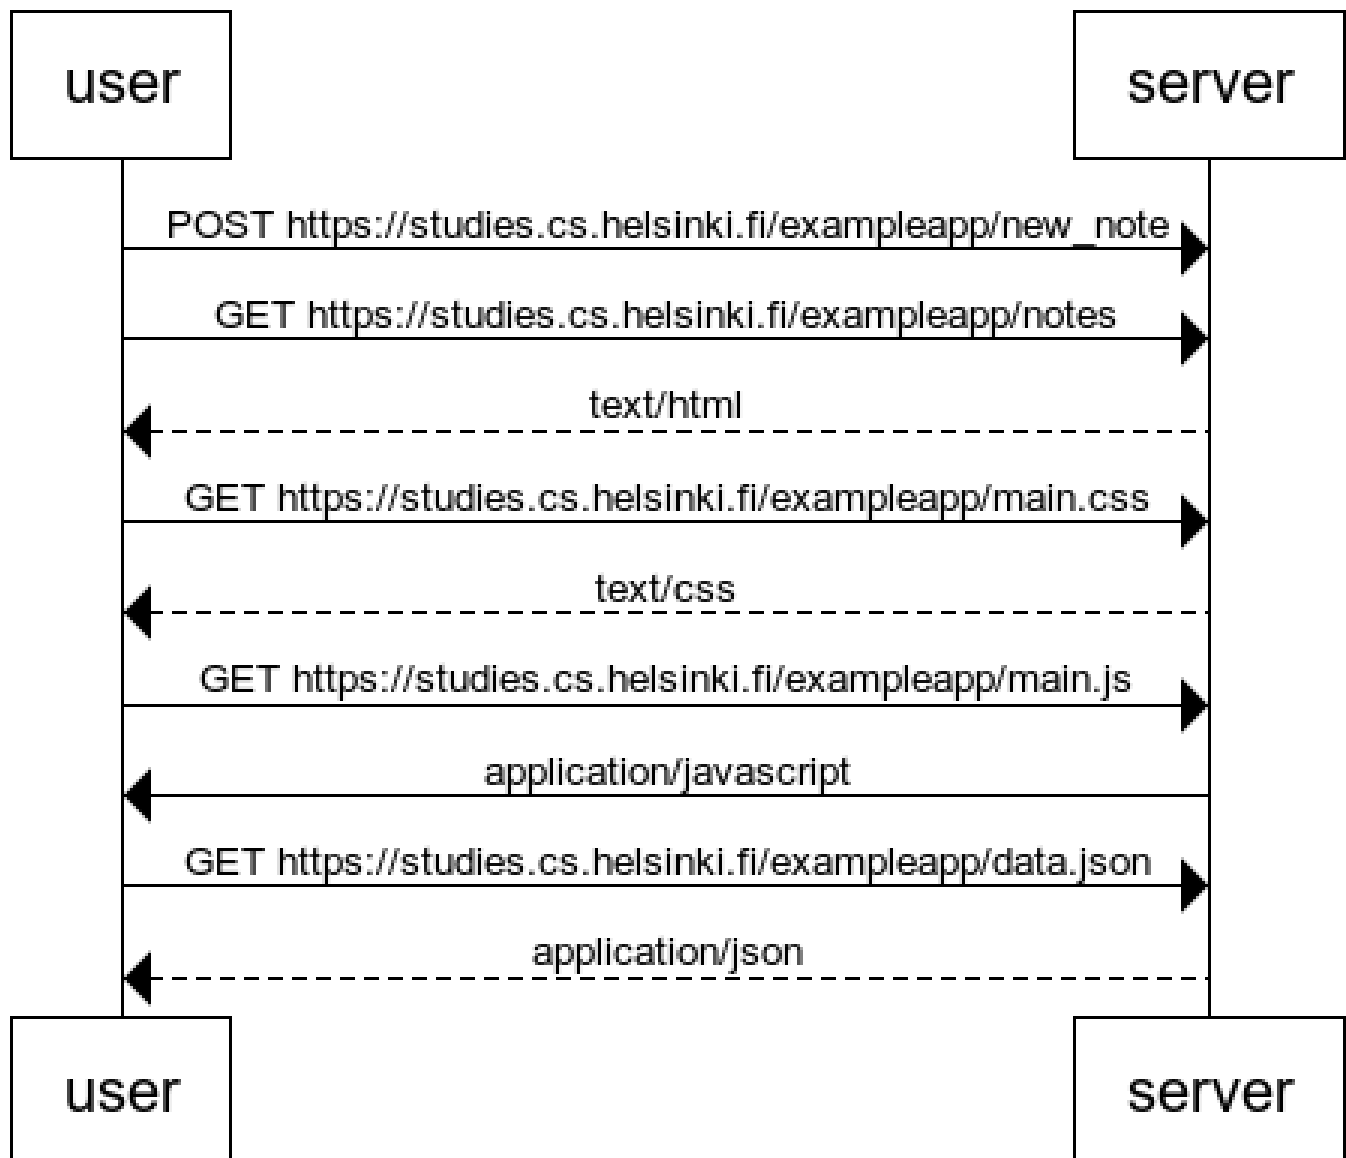 user
server
POST https://studies.cs.helsinki.fi/exampleapp/new_note
GET https://studies.cs.helsinki.fi/exampleapp/notes
text/html
GET https://studies.cs.helsinki.fi/exampleapp/main.css
text/css
GET https://studies.cs.helsinki.fi/exampleapp/main.js
application/javascript
GET https://studies.cs.helsinki.fi/exampleapp/data.json
application/json
user
server